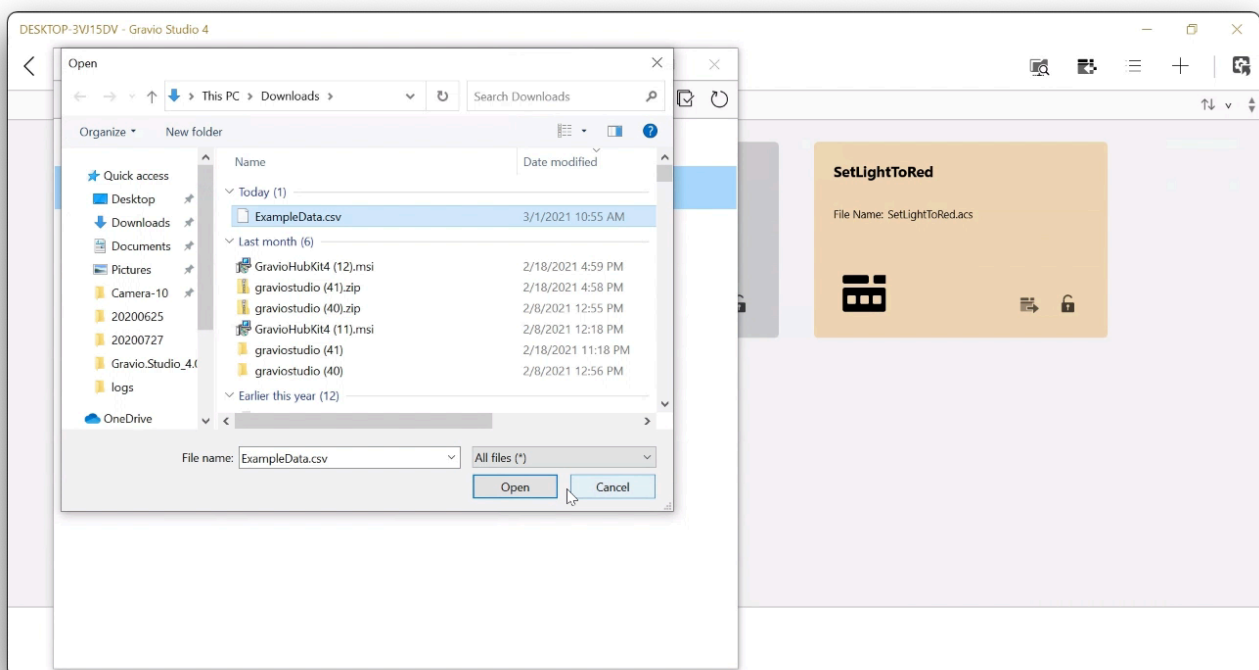 DESKTOP-3VJ15DV - Gravio Studio 4
Open
This PC > Downloads >
Search Downloads
Organize
New folder
?
Name
Date modified
Quick access
Desktop
Downloads
Documents
Pictures
Camera-10
20200625
20200727
Gravio.Studio_4.0
logs
OneDrive
Today (1)
ExampleData.csv 3/1/2021 10:55 AM
Last month (6)
GravioHubKit4 (12).msi 2/18/2021 4:59 PM
graviostudio (41).zip 2/18/2021 4:58 PM
graviostudio (40).zip 2/8/2021 12:55 PM
GravioHubKit4 (11).msi 2/8/2021 12:18 PM
graviostudio (41) 2/18/2021 11:18 PM
graviostudio (40) 2/8/2021 12:56 PM
Earlier this year (12)
File name: ExampleData.csv
All files (*)
Open
Cancel
SetLightToRed
File Name: SetLightToRed.acs